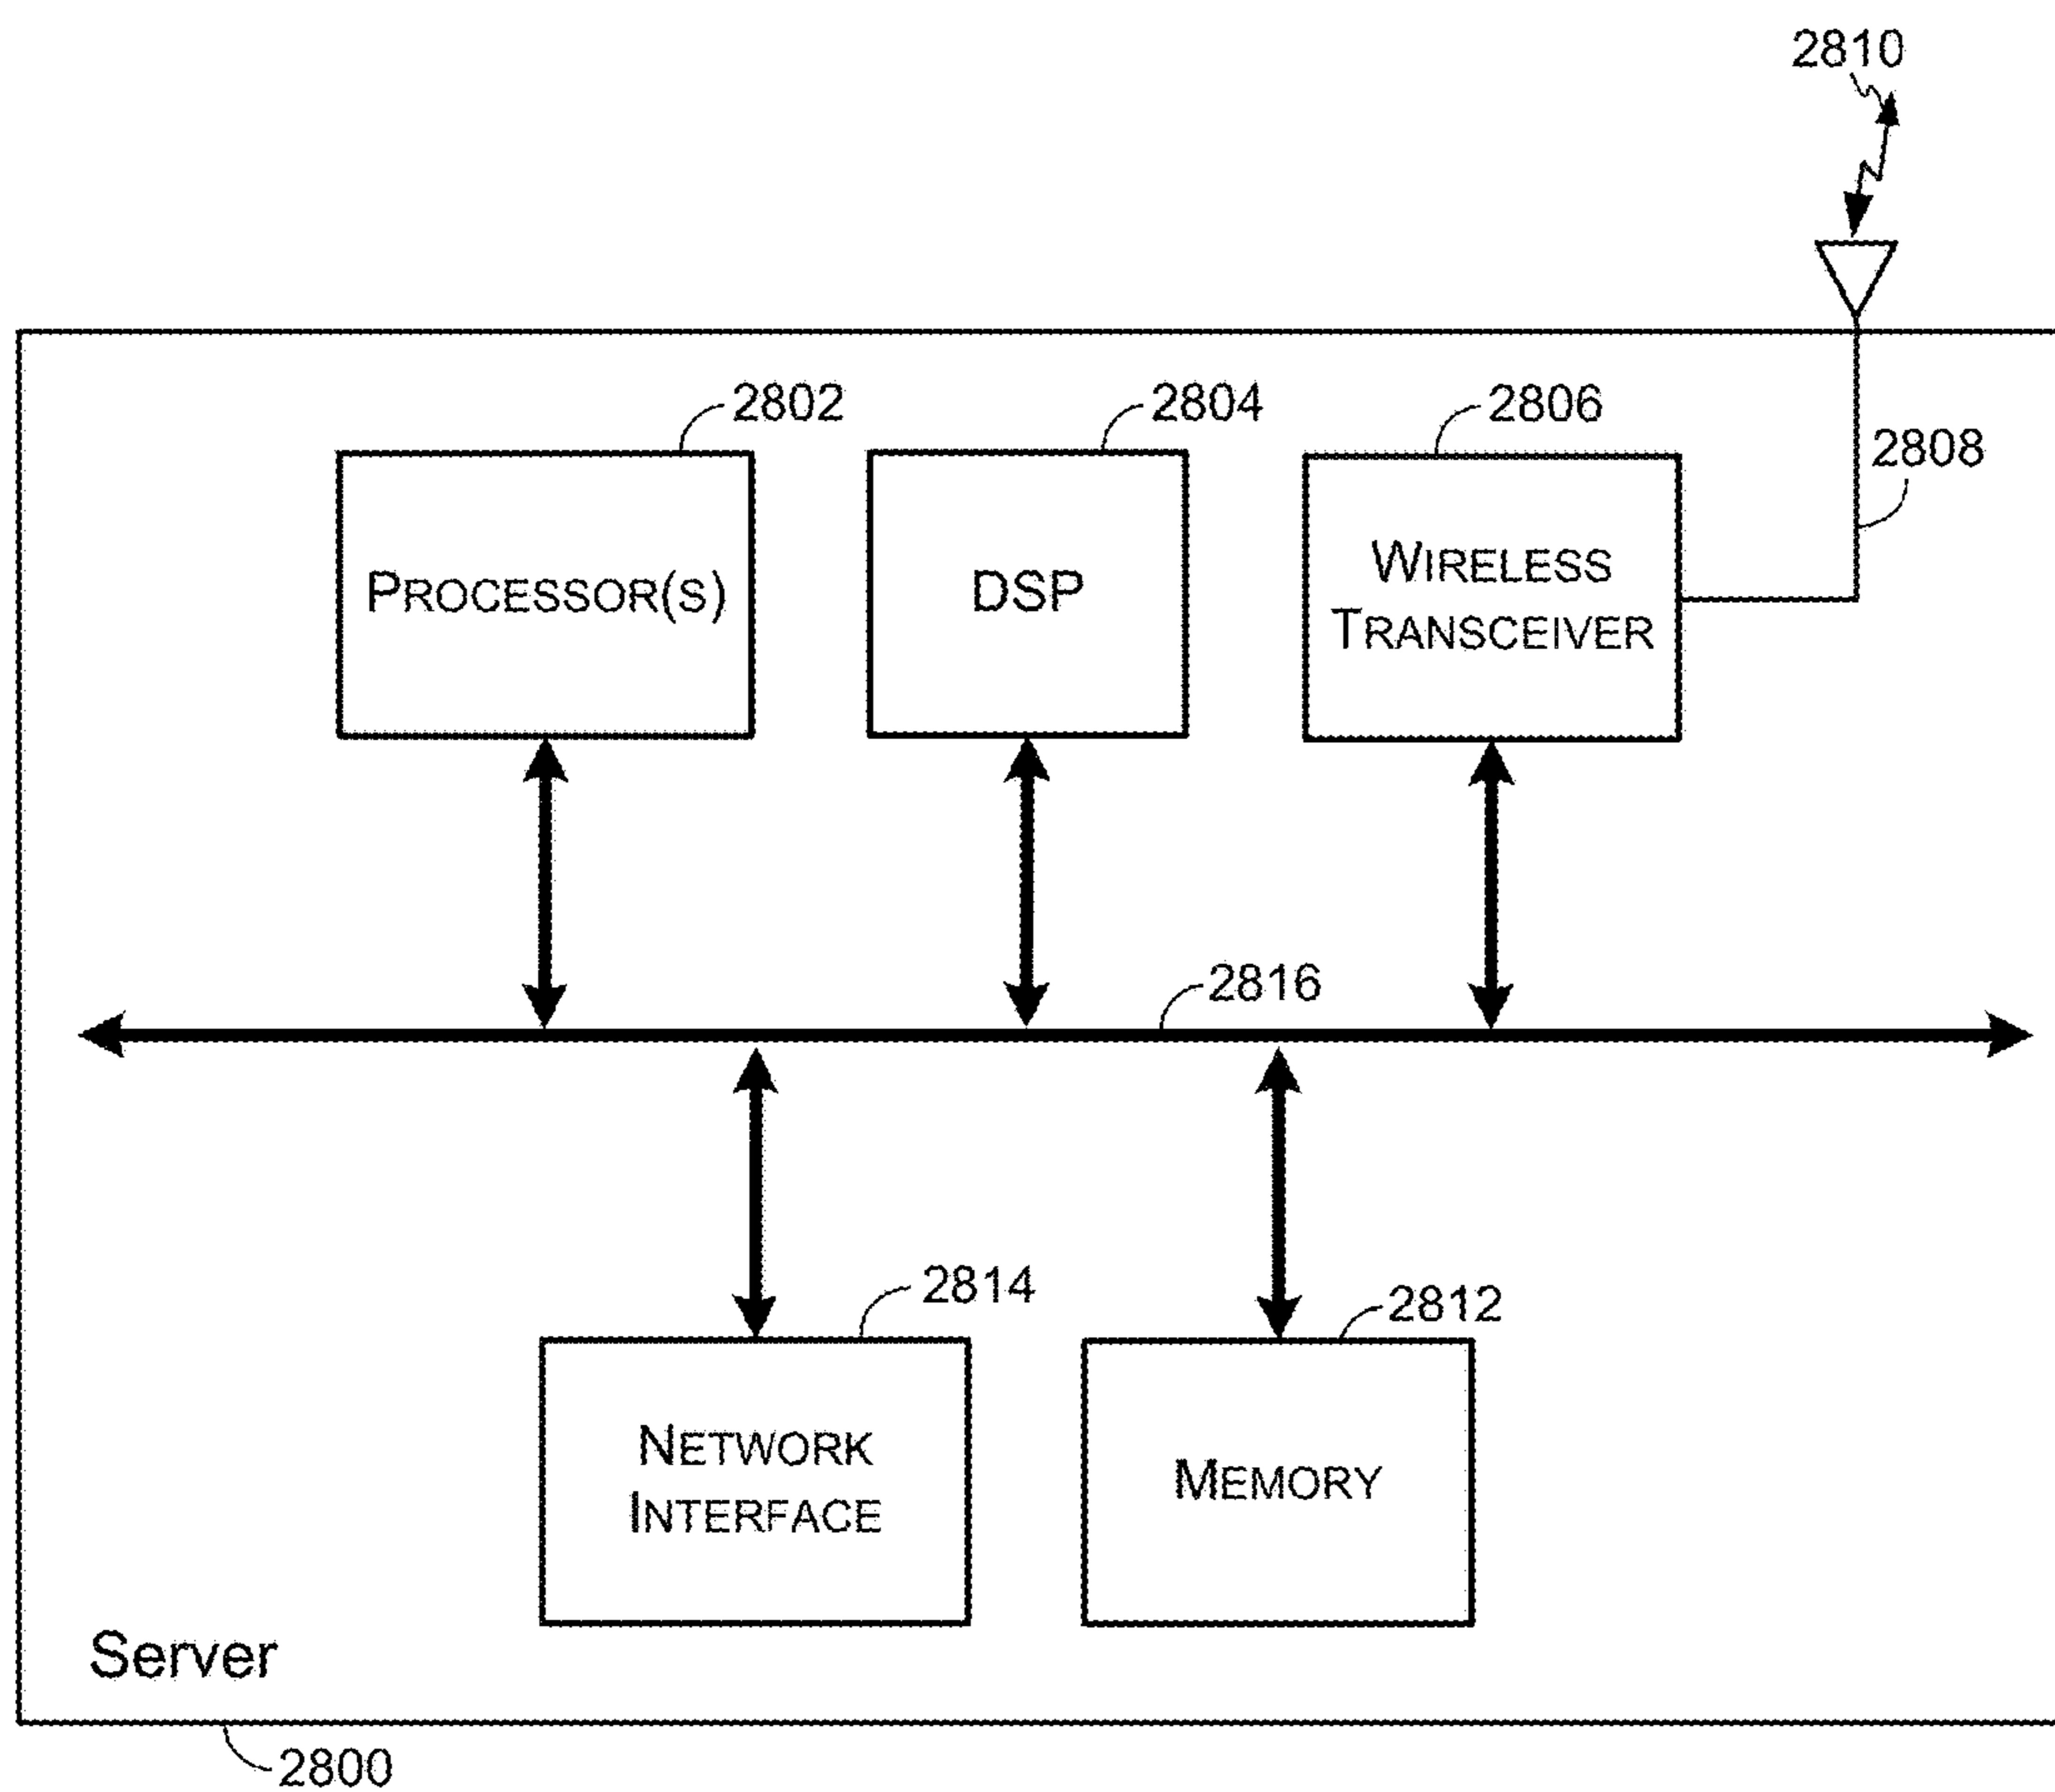 2810
2802
2804
2806
2808
PROCESSOR(S)
DSP
WIRELESS
TRANSCEIVER
2816
2814
2812
NETWORK
INTERFACE
MEMORY
Server
2800